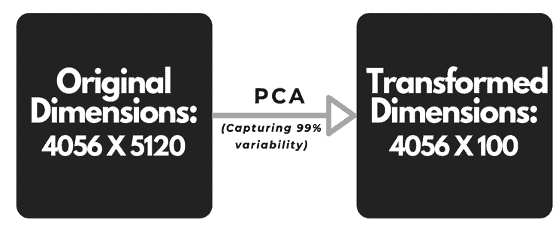 Original
Dimensions:
4056 X 5120
PCA
(Capturing 99%
variability)
Transformed
Dimensions:
4056 X 100